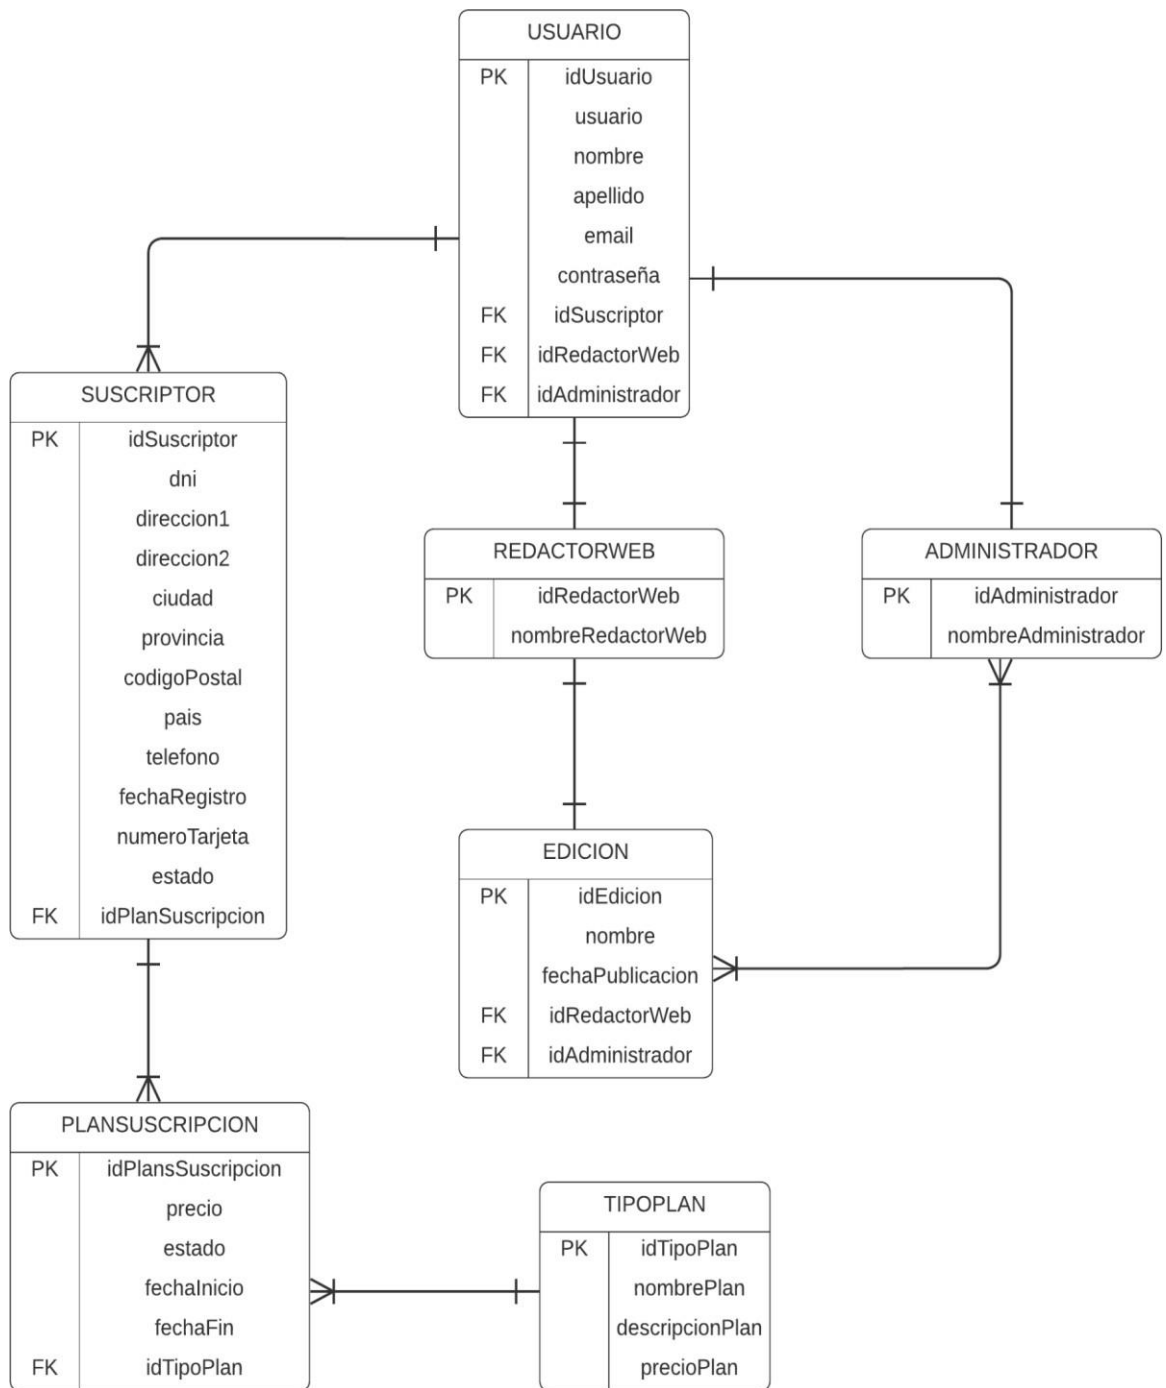 USUARIO
PK idUsuario
usuario
nombre
apellido
email
contraseña
FK idSuscriptor
FK idRedactorWeb
FK idAdministrador
SUSCRIPTOR
PK idSuscriptor
dni
direccion1
direccion2
ciudad
provincia
codigoPostal
pais
telefono
fechaRegistro
numeroTarjeta
estado
FK idPlanSuscripcion
REDACTORWEB
PK idRedactorWeb
nombreRedactorWeb
ADMINISTRADOR
PK idAdministrador
nombreAdministrador
EDICION
PK idEdicion
nombre
fechaPublicacion
FK idRedactorWeb
FK idAdministrador
PLANSUSCRIPCION
PK idPlansSuscripcion
precio
estado
fechaInicio
fechaFin
FK idTipoPlan
TIPOPLAN
PK idTipoPlan
nombrePlan
descripcionPlan
precioPlan